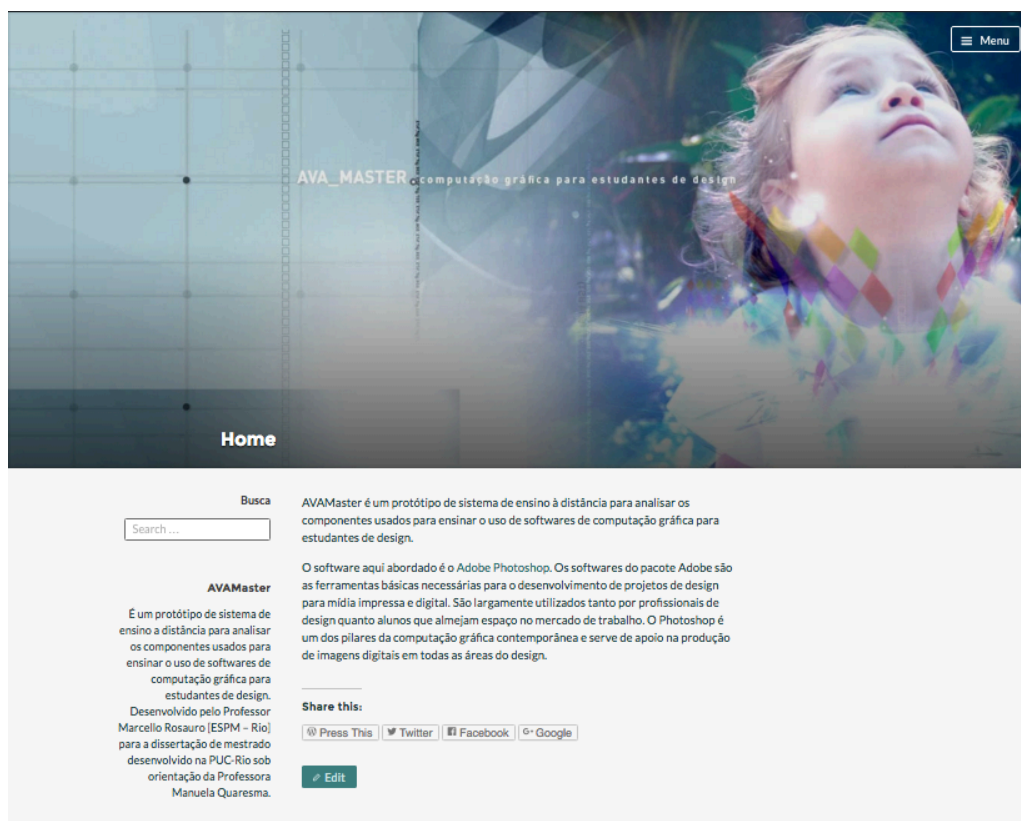 Menu
AVA_MASTER computação gráfica para estudantes de design
Home
Busca
Search ...
AVAMaster
É um protótipo de sistema de
ensino a distância para analisar
os componentes usados para
ensinar o uso de softwares de
computação gráfica para
estudantes de design.
Desenvolvido pelo Professor
Marcello Rosauro [ESPM – Rio]
para a dissertação de mestrado
desenvolvido na PUC-Rio sob
orientação da Professora
Manuela Quaresma.
AVAMaster é um protótipo de sistema de ensino à distância para analisar os
componentes usados para ensinar o uso de softwares de computação gráfica para
estudantes de design.
O software aqui abordado é o Adobe Photoshop. Os softwares do pacote Adobe são
as ferramentas básicas necessárias para o desenvolvimento de projetos de design
para mídia impressa e digital. São largamente utilizados tanto por profissionais de
design quanto alunos que almejam espaço no mercado de trabalho. O Photoshop é
um dos pilares da computação gráfica contemporânea e serve de apoio na produção
de imagens digitais em todas as áreas do design.
Share this:
Press This Twitter Facebook Google
Edit